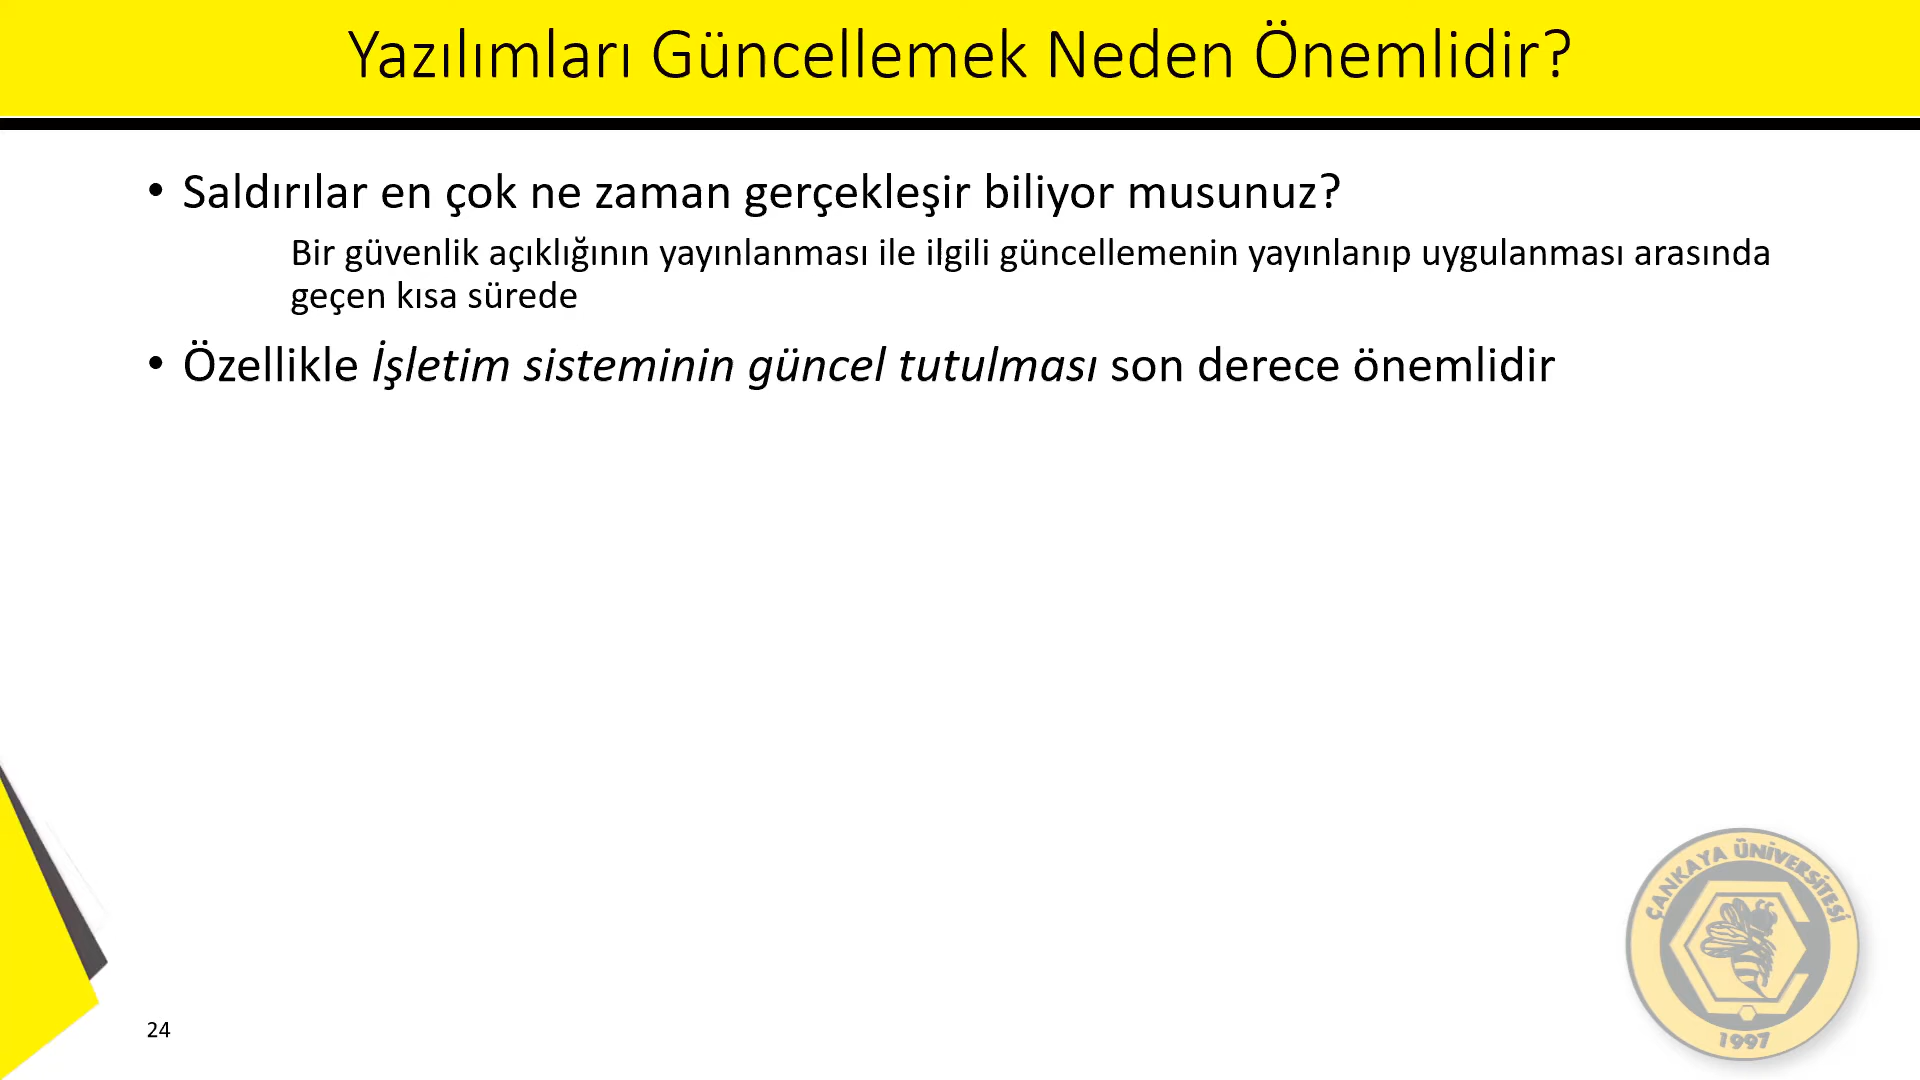 Yazılımları Güncellemek Neden Önemlidir?
• Saldırılar en çok ne zaman gerçekleşir biliyor musunuz?
Bir güvenlik açıklığının yayınlanması ile ilgili güncellemenin yayınlanıp uygulanması arasında
geçen kısa sürede
• Özellikle İşletim sisteminin güncel tutulması son derece önemlidir
ÇANKAYA ÜNİVERSİTESİ
1997
24